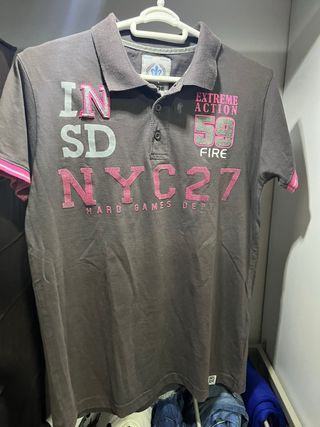 IN
SD
EXTREME
ACTION
59
FIRE
NYC27
HARD GAMES DEPT